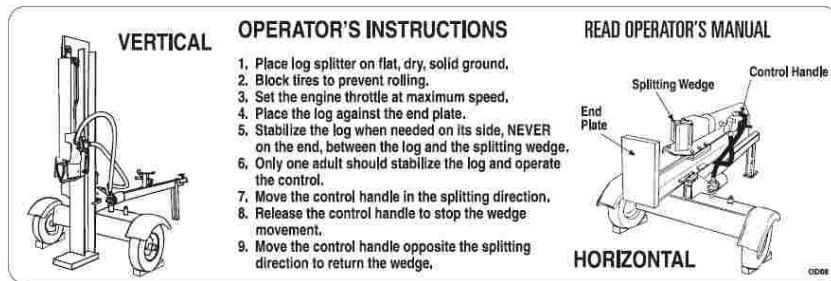 VERTICAL
OPERATOR'S INSTRUCTIONS
1. Place log splitter on flat, dry, solid ground.
2. Block tires to prevent rolling.
3. Set the engine throttle at maximum speed.
4. Place the log against the end plate.
5. Stabilize the log when needed on its side, NEVER
on the end, between the log and the splitting wedge.
6. Only one adult should stabilize the log and operate
the control.
7. Move the control handle in the splitting direction.
8. Release the control handle to stop the wedge
movement.
9. Move the control handle opposite the splitting
direction to return the wedge.
READ OPERATOR'S MANUAL
Control Handle
Splitting Wedge
End
Plate
HORIZONTAL